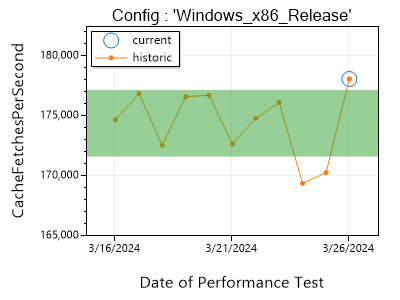 Config : 'Windows_x86_Release'
current
historic
CacheFetchesPerSecond
180,000
175,000
170,000
165,000
3/16/2024
3/21/2024
3/26/2024
Date of Performance Test